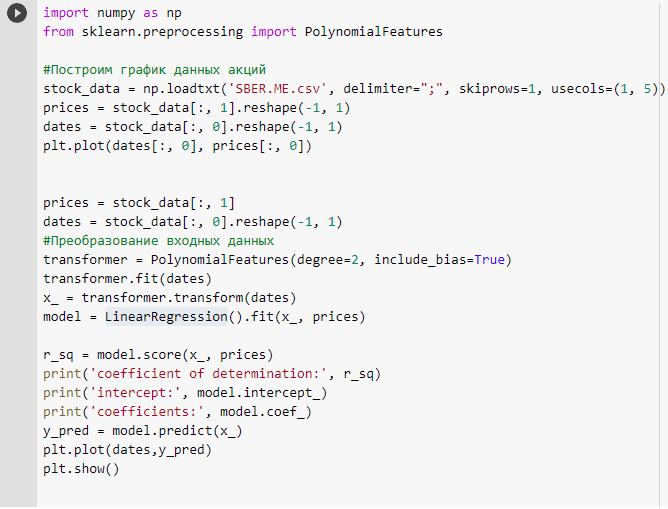 import numpy as np
from sklearn.preprocessing import PolynomialFeatures
#Построим график данных акций
stock_data = np.loadtxt('SBER.ME.csv', delimiter=";", skiprows=1, usecols=(1, 5))
prices = stock_data[:, 1].reshape(-1, 1)
dates = stock_data[:, 0].reshape(-1, 1)
plt.plot(dates[:, 0], prices[:, 0])
prices = stock_data[:, 1]
dates = stock_data[:, 0].reshape(-1, 1)
#Преобразование входных данных
transformer = PolynomialFeatures(degree=2, include_bias=True)
transformer.fit(dates)
x_ = transformer.transform(dates)
model = LinearRegression().fit(x_, prices)
r_sq = model.score(x_, prices)
print('coefficient of determination:', r_sq)
print('intercept:', model.intercept_)
print('coefficients:', model.coef_)
y_pred = model.predict(x_)
plt.plot(dates,y_pred)
plt.show()